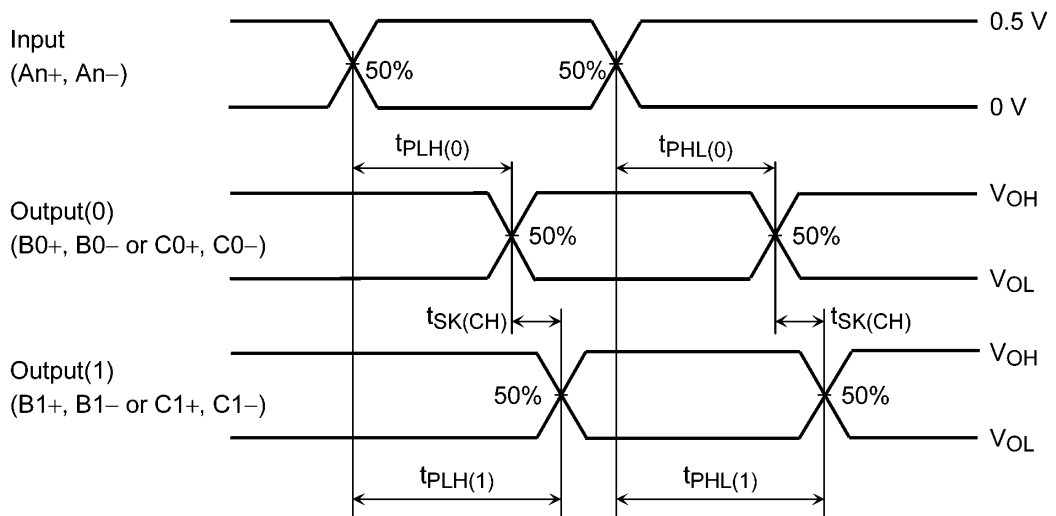 Input
(An+, An−)
50%
50%
0.5 V
0 V
tPLH(0)
tPHL(0)
Output(0)
(B0+, B0− or C0+, C0−)
50%
50%
VOH
VOL
tSK(CH)
tSK(CH)
Output(1)
(B1+, B1− or C1+, C1−)
50%
50%
VOH
VOL
tPLH(1)
tPHL(1)